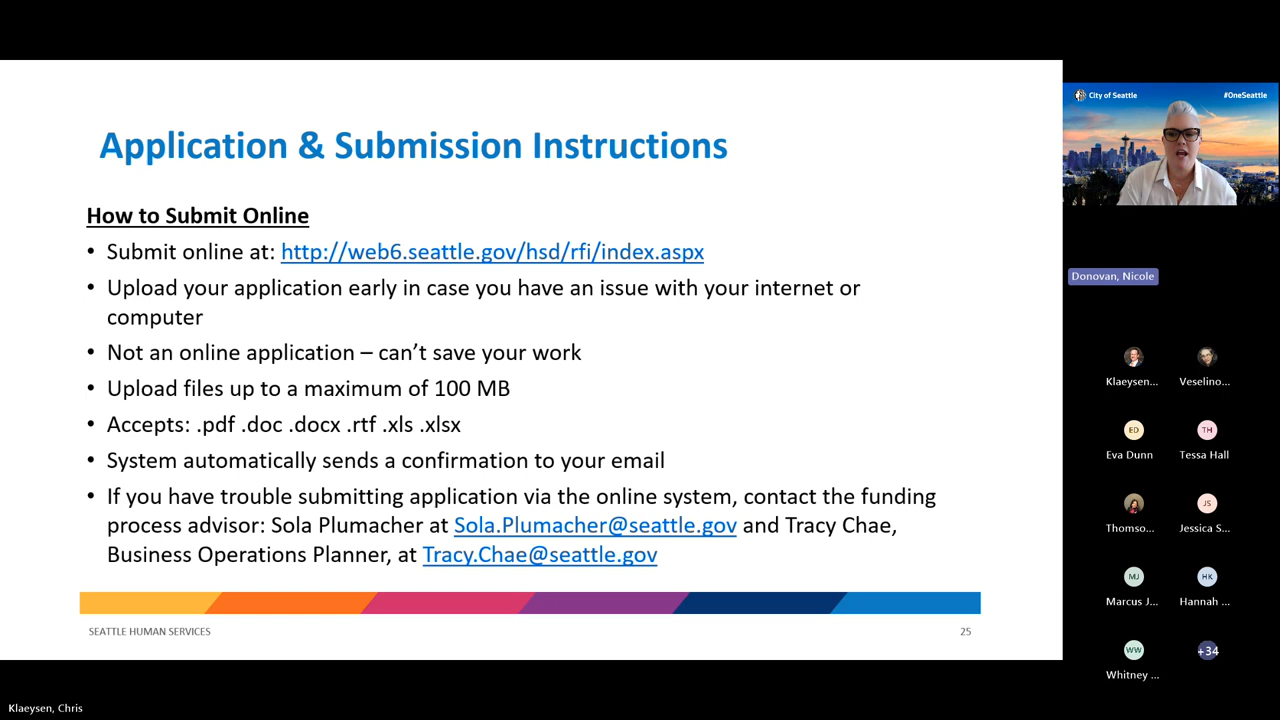 Application & Submission Instructions
How to Submit Online
• Submit online at: http://web6.seattle.gov/hsd/rfi/index.aspx
• Upload your application early in case you have an issue with your internet or
computer
• Not an online application – can’t save your work
• Upload files up to a maximum of 100 MB
• Accepts: .pdf .doc .docx .rtf .xls .xlsx
• System automatically sends a confirmation to your email
• If you have trouble submitting application via the online system, contact the funding
process advisor: Sola Plumacher at Sola.Plumacher@seattle.gov and Tracy Chae,
Business Operations Planner, at Tracy.Chae@seattle.gov
SEATTLE HUMAN SERVICES
25
City of Seattle
#OneSeattle
Donovan, Nicole
Klaeysen...
Veselino...
ED
TH
Eva Dunn
Tessa Hall
JS
Thomso...
Jessica S...
MJ
HK
Marcus J...
Hannah ...
WW
+34
Whitney ...
Klaeysen, Chris